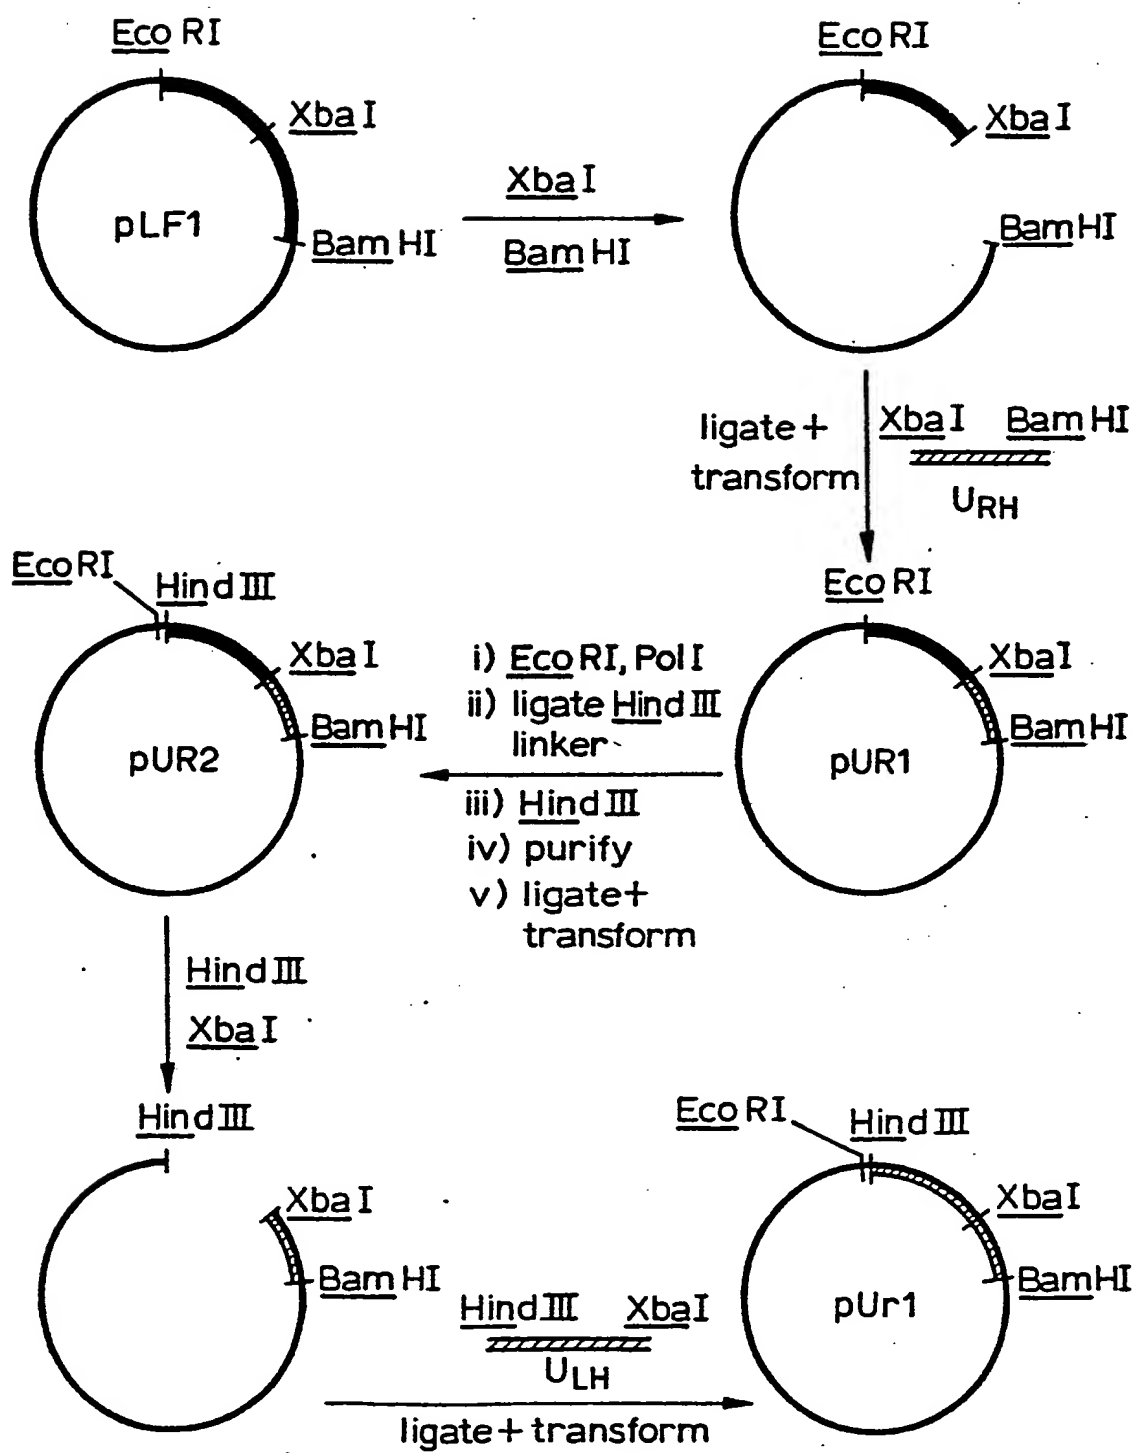 Eco RI
Xba I
pLF1
Bam HI
Xba I
Bam HI
Eco RI
Xba I
Bam HI
ligate +
transform
Xba I Bam HI
URH
Eco RI
Xba I
Bam HI
pUR1
i) Eco RI, Pol I
ii) ligate Hind III
linker
iii) Hind III
iv) purify
v) ligate +
transform
Eco RI
Hind III
Xba I
Bam HI
pUR2
Hind III
Xba I
Hind III
Xba I
Bam HI
Hind III Xba I
ULH
ligate + transform
Eco RI
Hind III
Xba I
Bam HI
pUr1